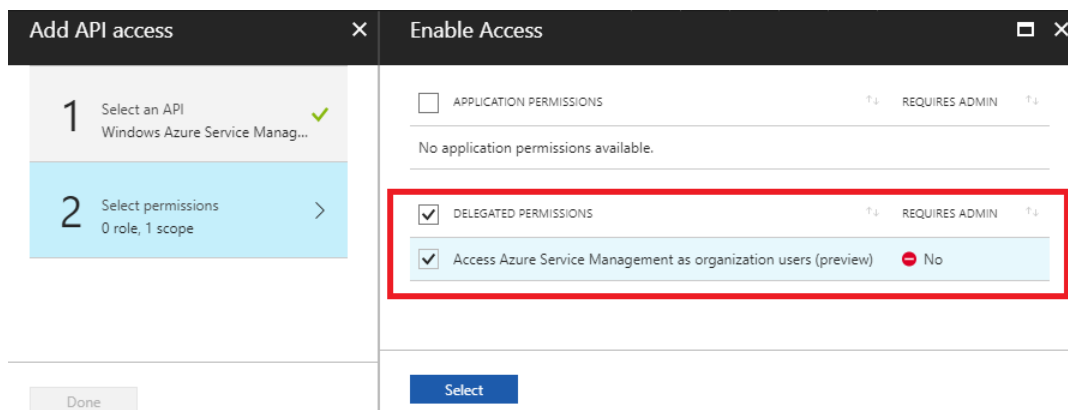 Add API access
1
Select an API
Windows Azure Service Manag...
2
Select permissions
0 role, 1 scope
Done
Enable Access
APPLICATION PERMISSIONS
REQUIRES ADMIN
No application permissions available.
DELEGATED PERMISSIONS
REQUIRES ADMIN
Access Azure Service Management as organization users (preview)
No
Select